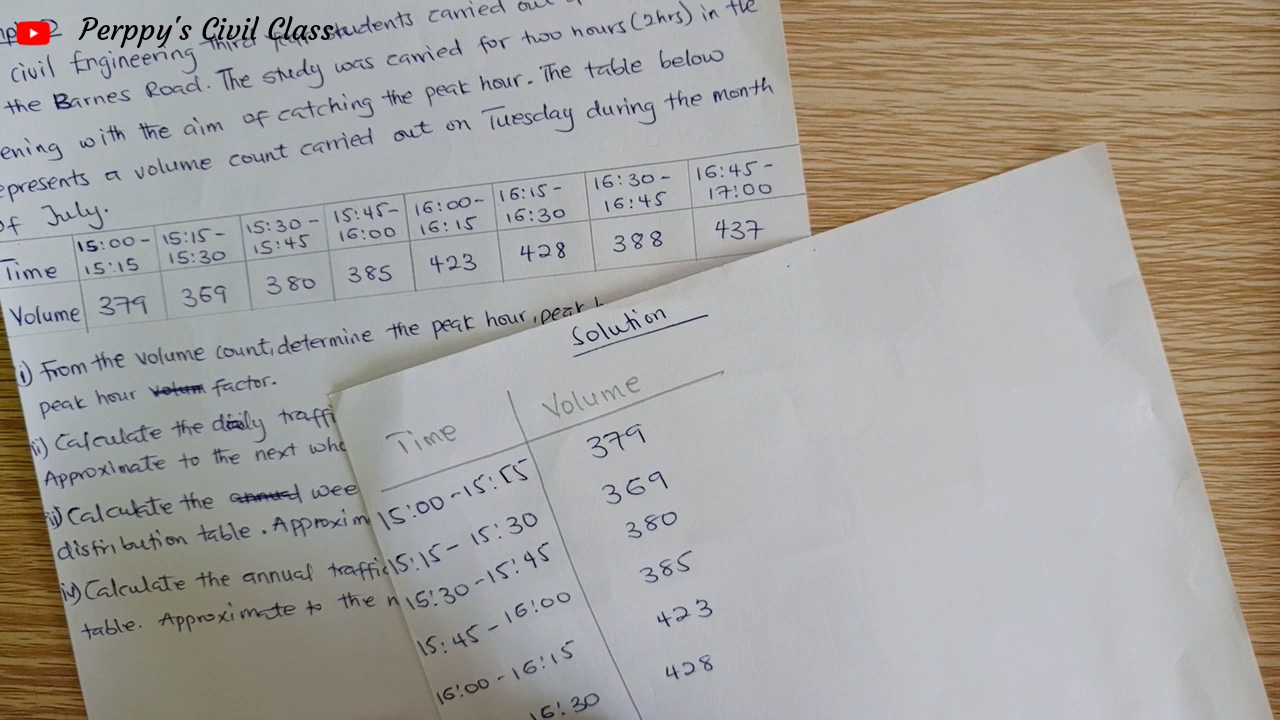 Perppy's Civil Class
students carried out
civil Engineering Third
the Barnes Road. The study was carried for two hours (2hrs) in the
ening with the aim of catching the peak hour. The table below
epresents a volume count carried out on Tuesday during the month
of July.
Time 15:00-15:15 15:15-15:30 15:30-15:45 15:45-16:00 16:00-16:15 16:15-16:30 16:30-16:45 16:45-17:00
Volume 379 369 380 385 423 428 388 437
i) From the volume count, determine the peak hour, peak
peak hour volum factor.
ii) Calculate the daily traffi
Approximate to the next who
iii) Calculate the annual wee
distribution table. Approxim
iv) Calculate the annual traffic
table. Approximate to the n
Solution
Time Volume
15:00-15:15 379
15:15-15:30 369
15:30-15:45 380
15:45-16:00 385
16:00-16:15 423
16:30 428